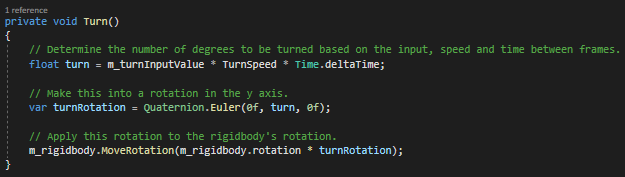 1 reference
private void Turn()
{
// Determine the number of degrees to be turned based on the input, speed and time between frames.
float turn = m_turnInputValue * TurnSpeed * Time.deltaTime;
// Make this into a rotation in the y axis.
var turnRotation = Quaternion.Euler(0f, turn, 0f);
// Apply this rotation to the rigidbody's rotation.
m_rigidbody.MoveRotation(m_rigidbody.rotation * turnRotation);
}